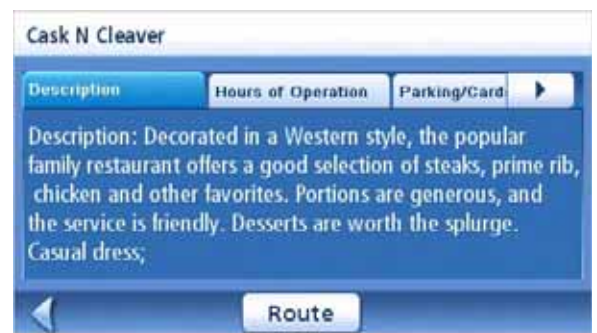 Cask N Cleaver
Description Hours of Operation Parking/Card
Description: Decorated in a Western style, the popular
family restaurant offers a good selection of steaks, prime rib,
chicken and other favorites. Portions are generous, and
the service is friendly. Desserts are worth the splurge.
Casual dress;
Route